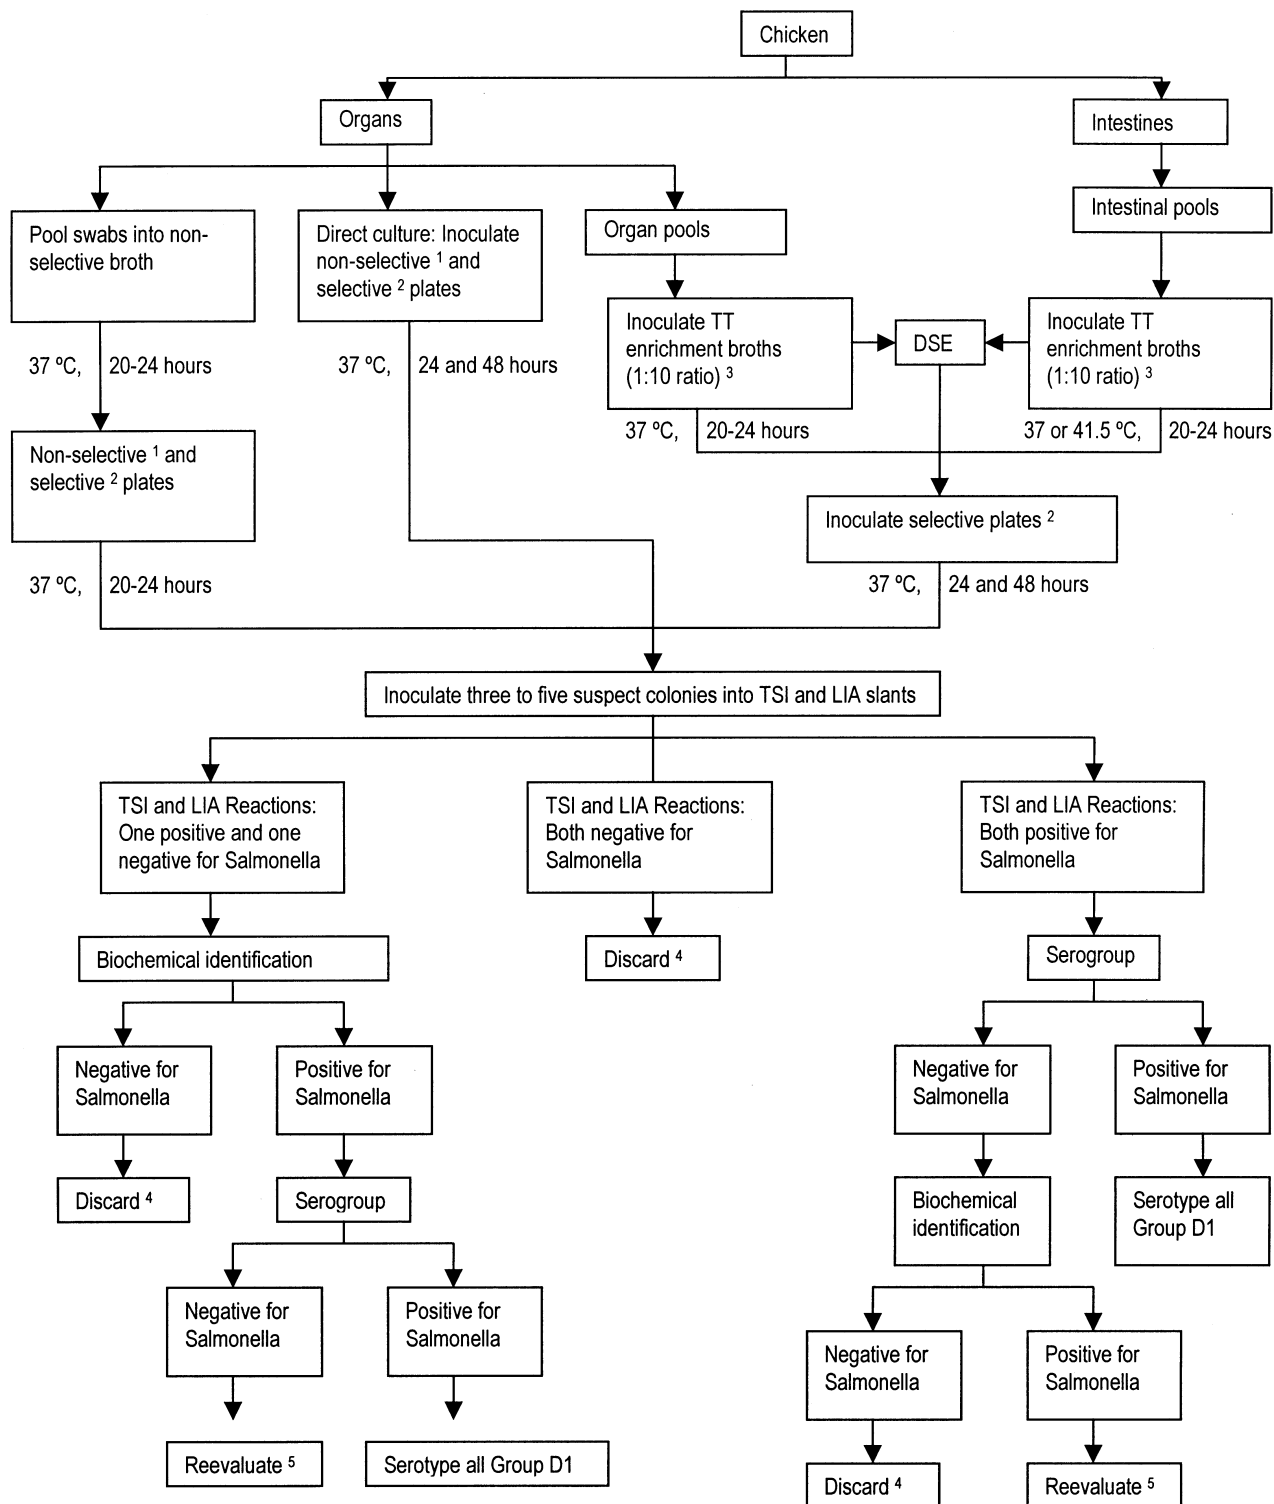 Chicken
Organs
Intestines
Pool swabs into non-
selective broth
Direct culture: Inoculate
non-selective 1 and
selective 2 plates
Organ pools
Intestinal pools
Inoculate TT
enrichment broths
(1:10 ratio) 3
DSE
Inoculate TT
enrichment broths
(1:10 ratio) 3
37 ºC, 20-24 hours
37 ºC, 24 and 48 hours
37 ºC, 20-24 hours
37 or 41.5 ºC, 20-24 hours
Non-selective 1 and
selective 2 plates
Inoculate selective plates 2
37 ºC, 20-24 hours
37 ºC, 24 and 48 hours
Inoculate three to five suspect colonies into TSI and LIA slants
TSI and LIA Reactions:
One positive and one
negative for Salmonella
TSI and LIA Reactions:
Both negative for
Salmonella
TSI and LIA Reactions:
Both positive for
Salmonella
Biochemical identification
Discard 4
Serogroup
Negative for
Salmonella
Positive for
Salmonella
Negative for
Salmonella
Positive for
Salmonella
Discard 4
Serogroup
Biochemical
identification
Serotype all
Group D1
Negative for
Salmonella
Positive for
Salmonella
Negative for
Salmonella
Positive for
Salmonella
Reevaluate 5
Serotype all Group D1
Discard 4
Reevaluate 5